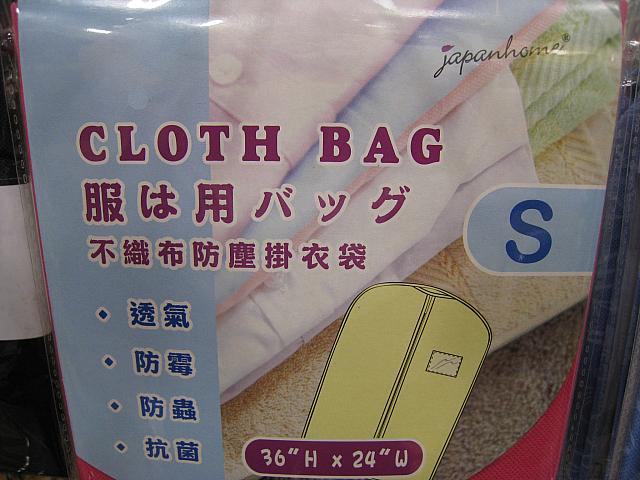 japanhome®
CLOTH BAG
服は用バッグ
不織布防塵掛衣袋
S
• 透氣
• 防霉
• 防蟲
• 抗菌
36"H x 24"W